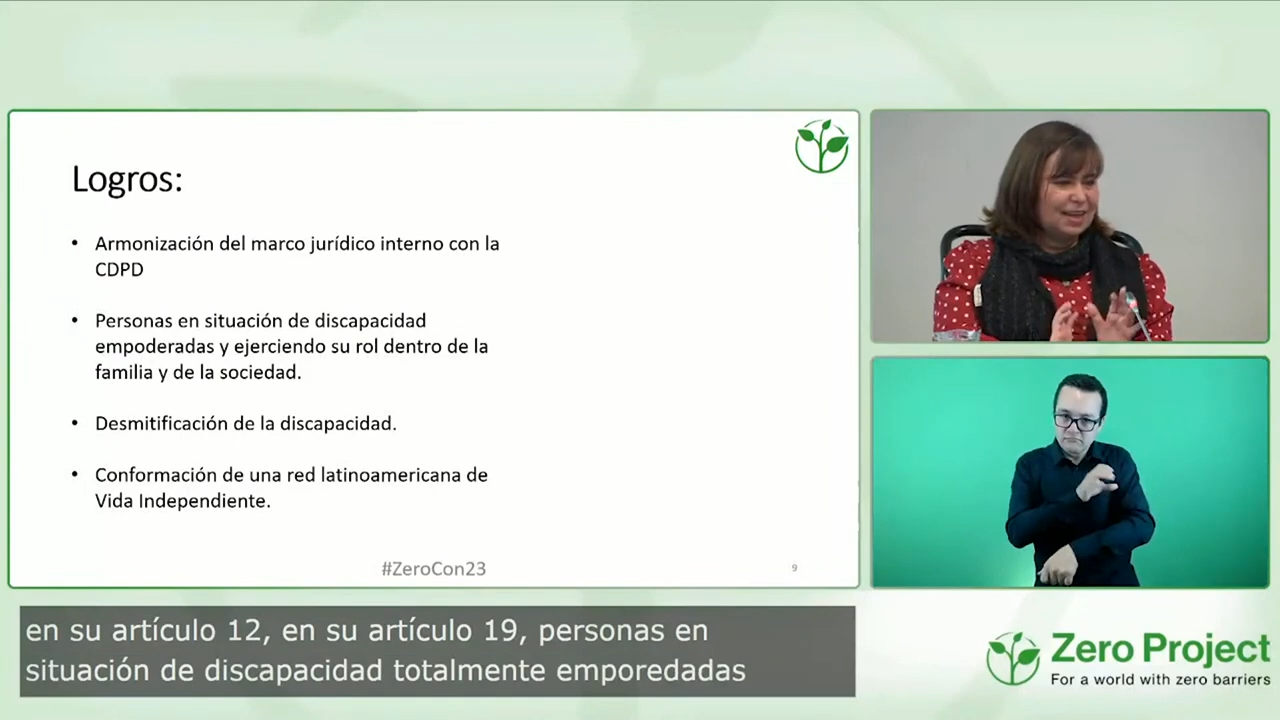 Logros:
• Armonización del marco jurídico interno con la
CDPD
• Personas en situación de discapacidad
empoderadas y ejerciendo su rol dentro de la
familia y de la sociedad.
• Desmitificación de la discapacidad.
• Conformación de una red latinoamericana de
Vida Independiente.
#ZeroCon23
9
en su artículo 12, en su artículo 19, personas en
situación de discapacidad totalmente emporedadas
Zero Project
For a world with zero barriers